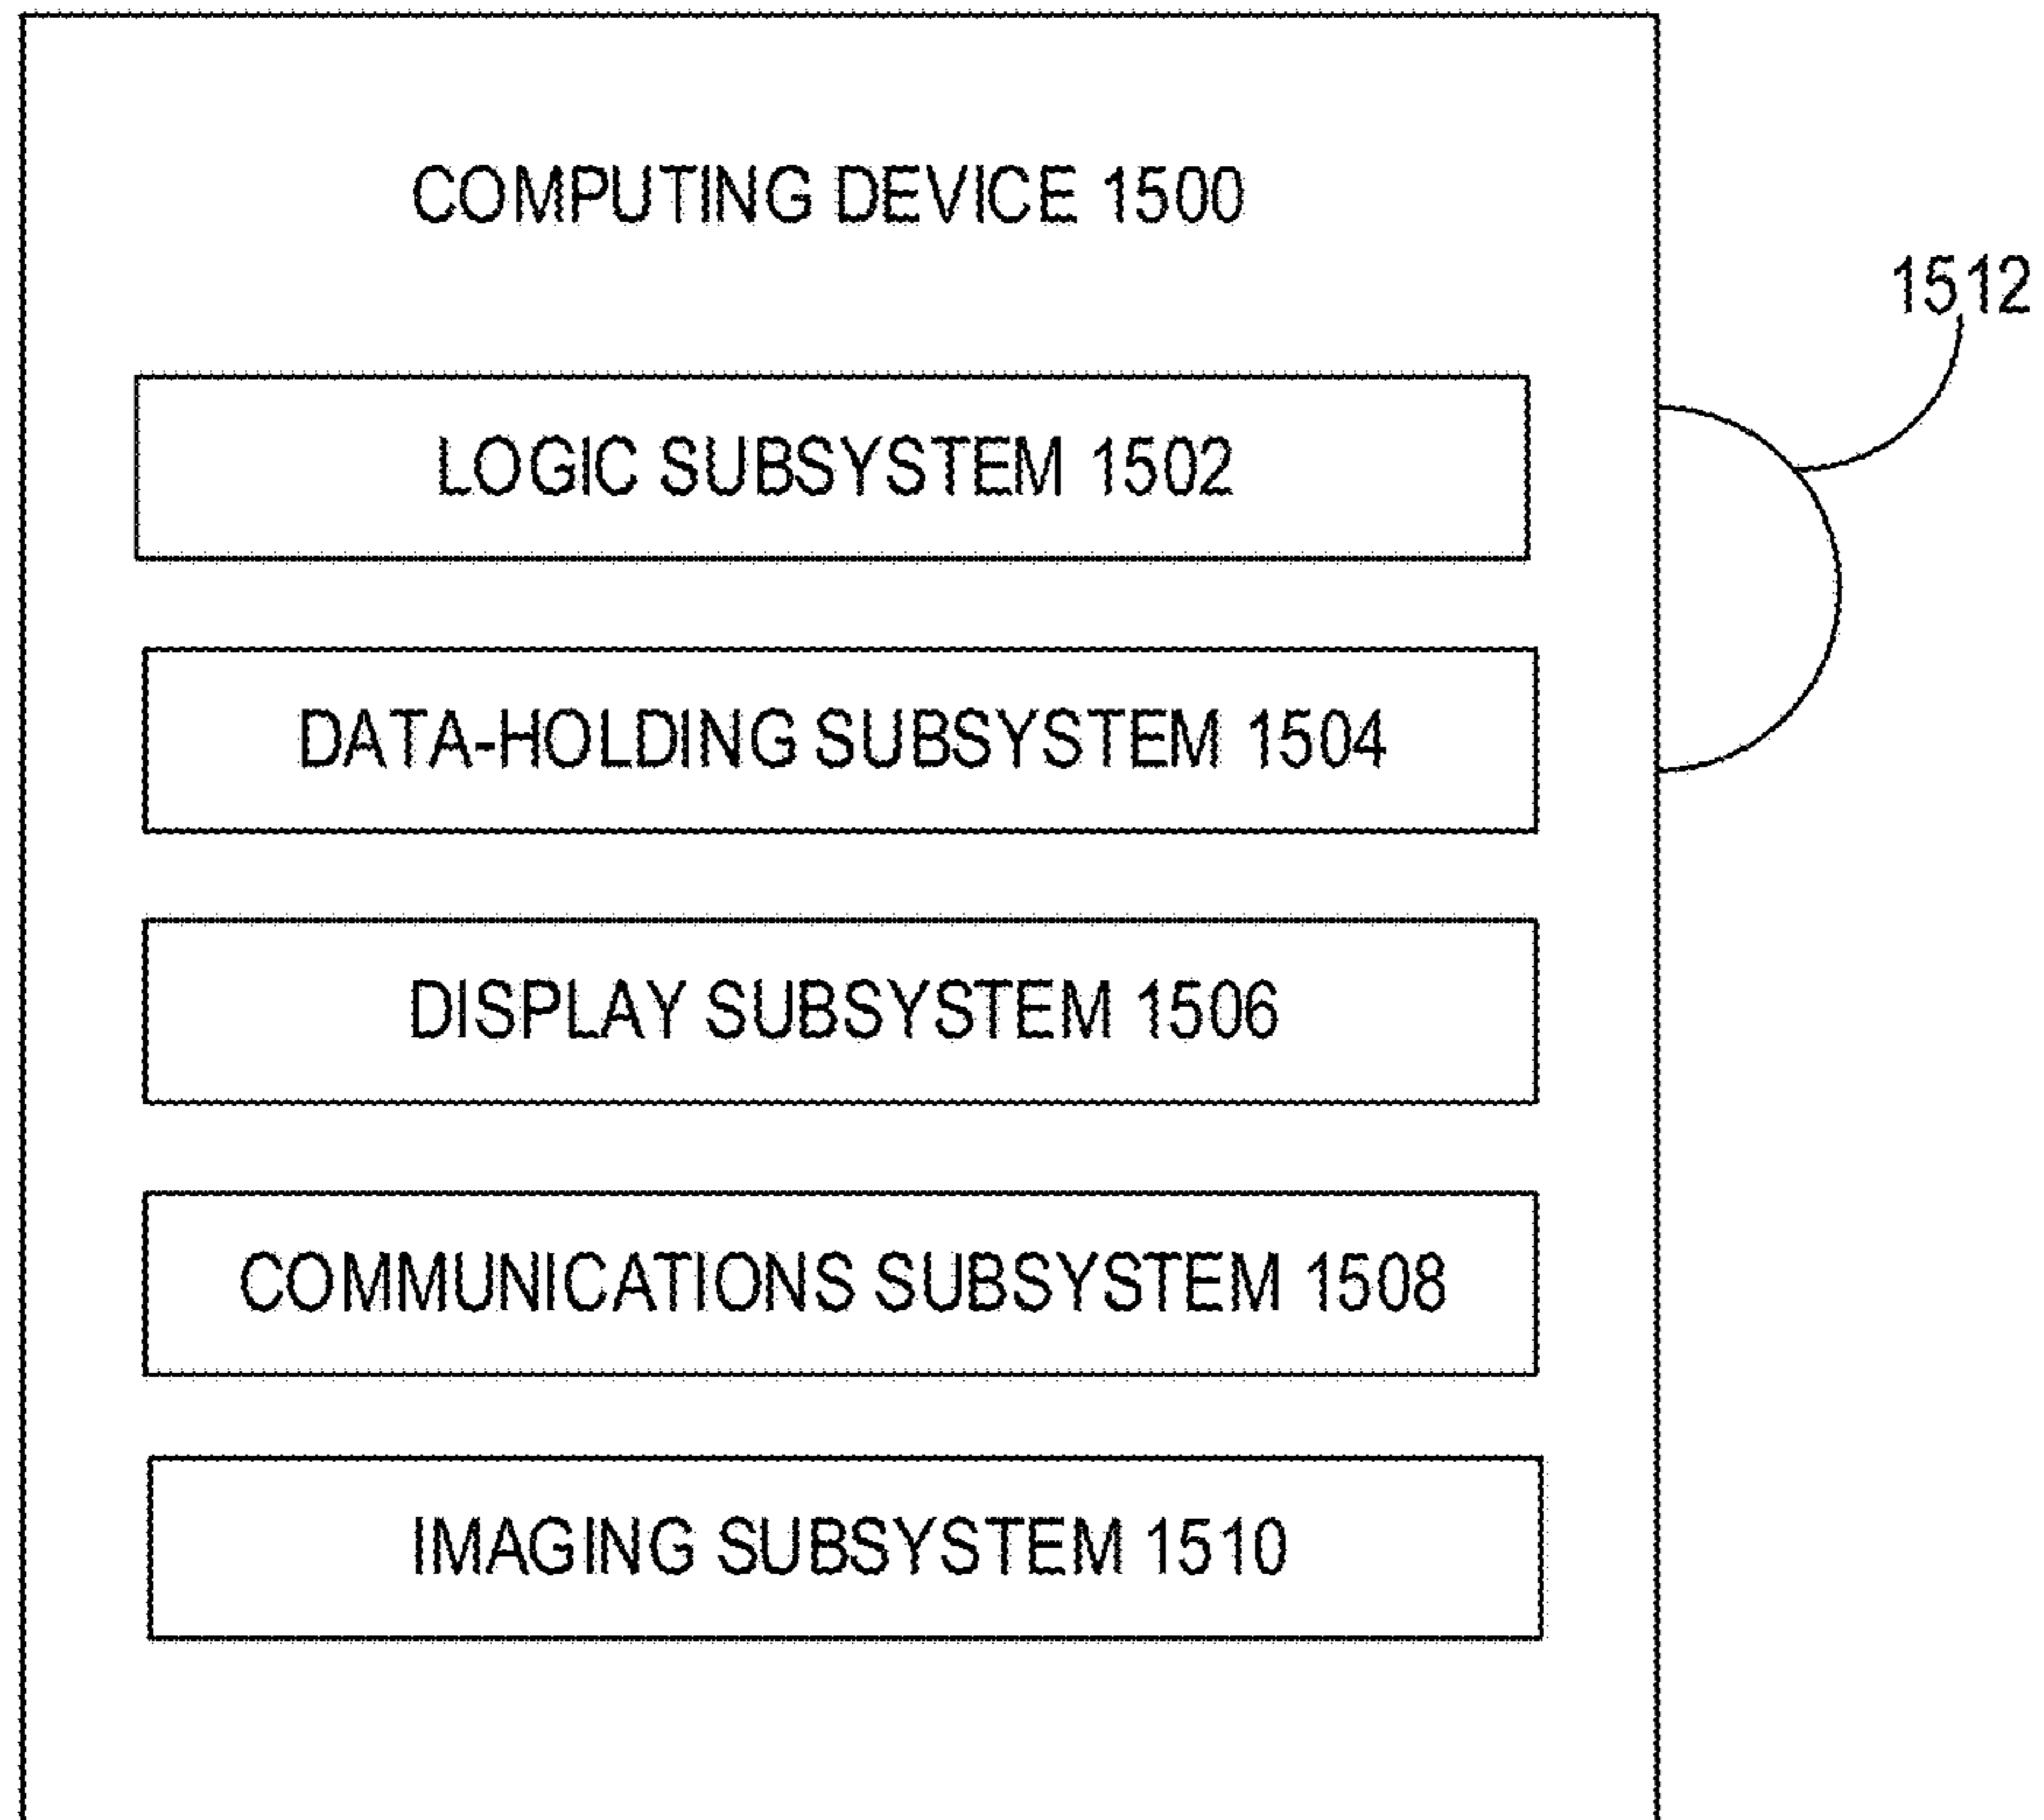 COMPUTING DEVICE 1500
1512
LOGIC SUBSYSTEM 1502
DATA-HOLDING SUBSYSTEM 1504
DISPLAY SUBSYSTEM 1506
COMMUNICATIONS SUBSYSTEM 1508
IMAGING SUBSYSTEM 1510